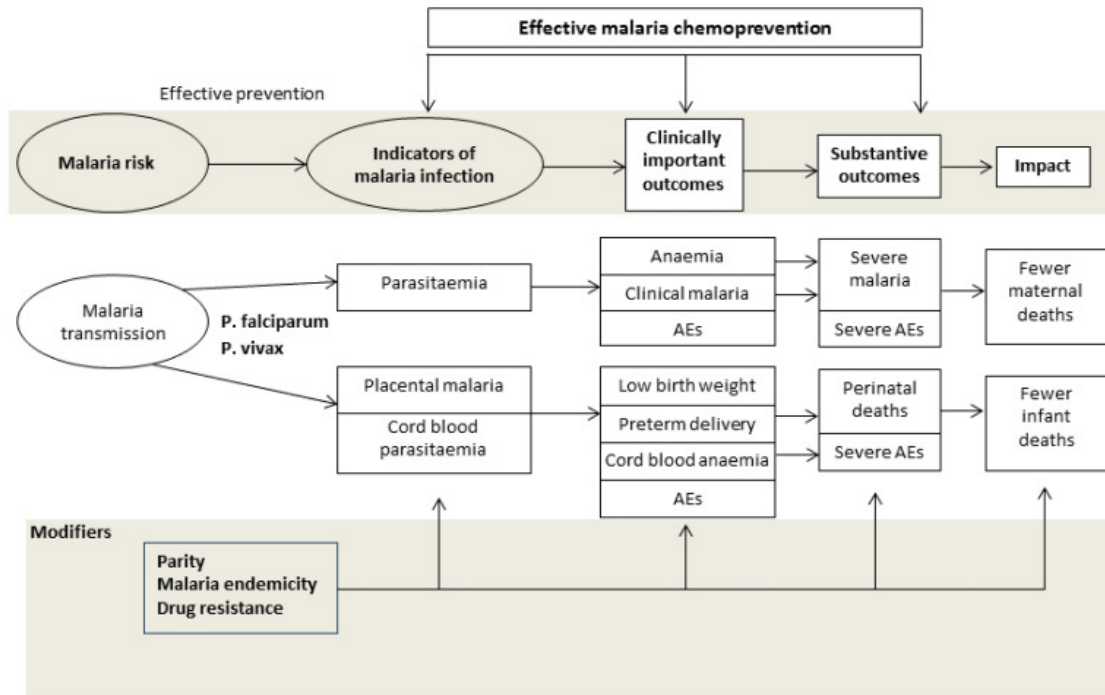 Effective malaria chemoprevention
Effective prevention
Malaria risk
Indicators of
malaria infection
Clinically
important
outcomes
Substantive
outcomes
Impact
Malaria
transmission
P. falciparum
P. vivax
Parasitaemia
Anaemia
Clinical malaria
AEs
Severe
malaria
Severe AEs
Fewer
maternal
deaths
Placental malaria
Cord blood
parasitaemia
Low birth weight
Preterm delivery
Cord blood anaemia
AEs
Perinatal
deaths
Severe AEs
Fewer
infant
deaths
Modifiers
Parity
Malaria endemicity
Drug resistance